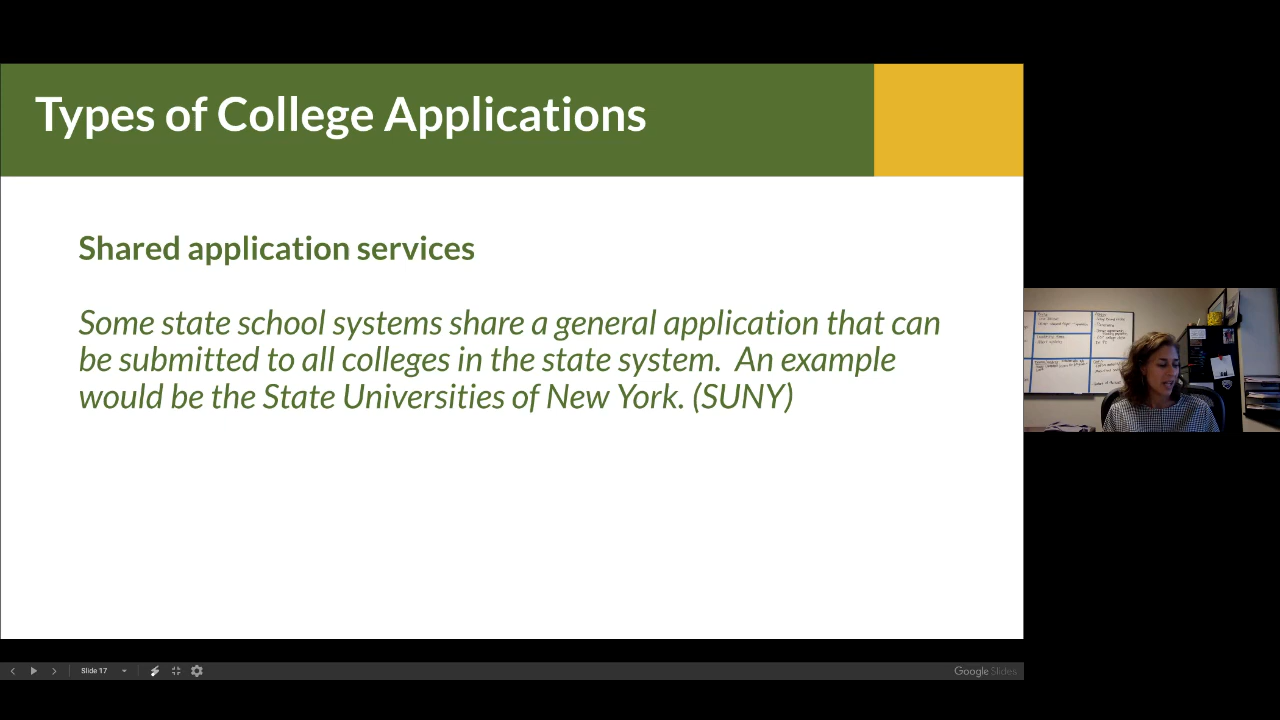 Types of College Applications
Shared application services
Some state school systems share a general application that can
be submitted to all colleges in the state system.  An example
would be the State Universities of New York. (SUNY)
Slide 17
Google Slides